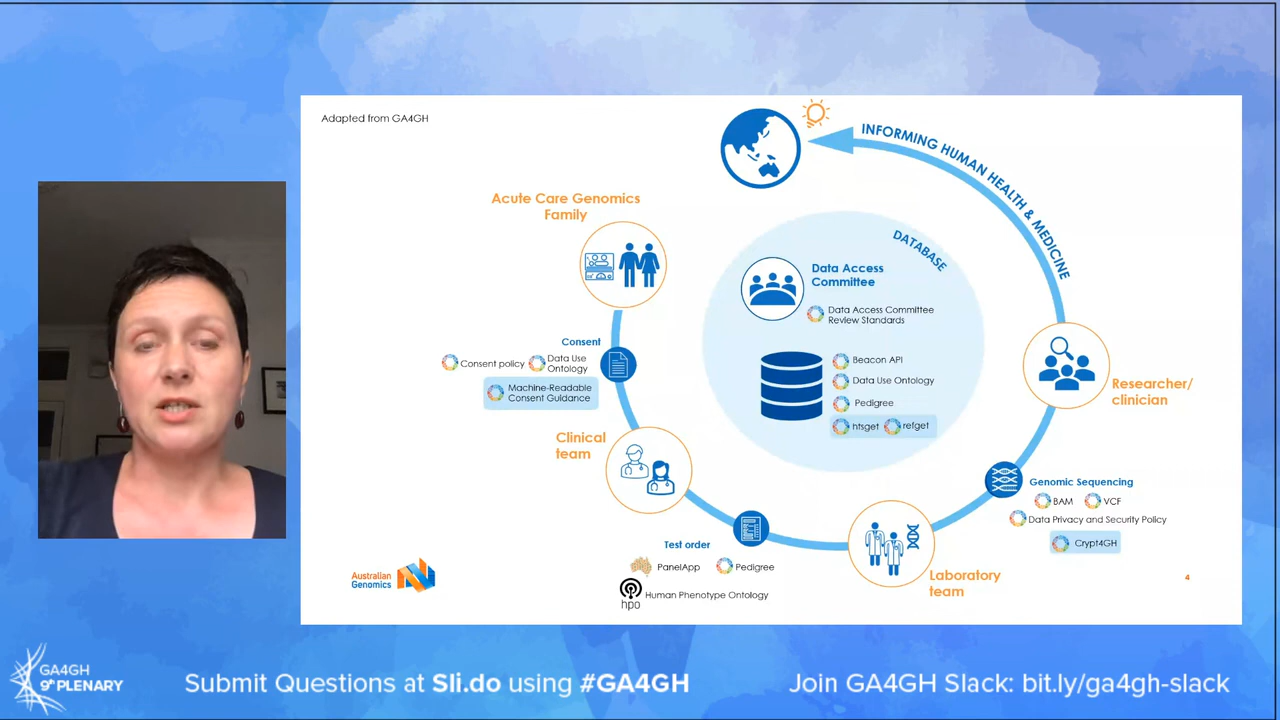 Adapted from GA4GH
INFORMING HUMAN HEALTH & MEDICINE
Acute Care Genomics
Family
DATABASE
Data Access
Committee
Data Access Committee
Review Standards
Consent
Consent policy
Data Use
Ontology
Machine-Readable
Consent Guidance
Beacon API
Data Use Ontology
Pedigree
htsget
refget
Researcher/
clinician
Clinical
team
Genomic Sequencing
BAM
VCF
Data Privacy and Security Policy
Crypt4GH
Test order
PanelApp
Pedigree
hpo
Human Phenotype Ontology
Laboratory
team
Australian
Genomics
4
GA4GH
9th PLENARY
Submit Questions at Sli.do using #GA4GH
Join GA4GH Slack: bit.ly/ga4gh-slack